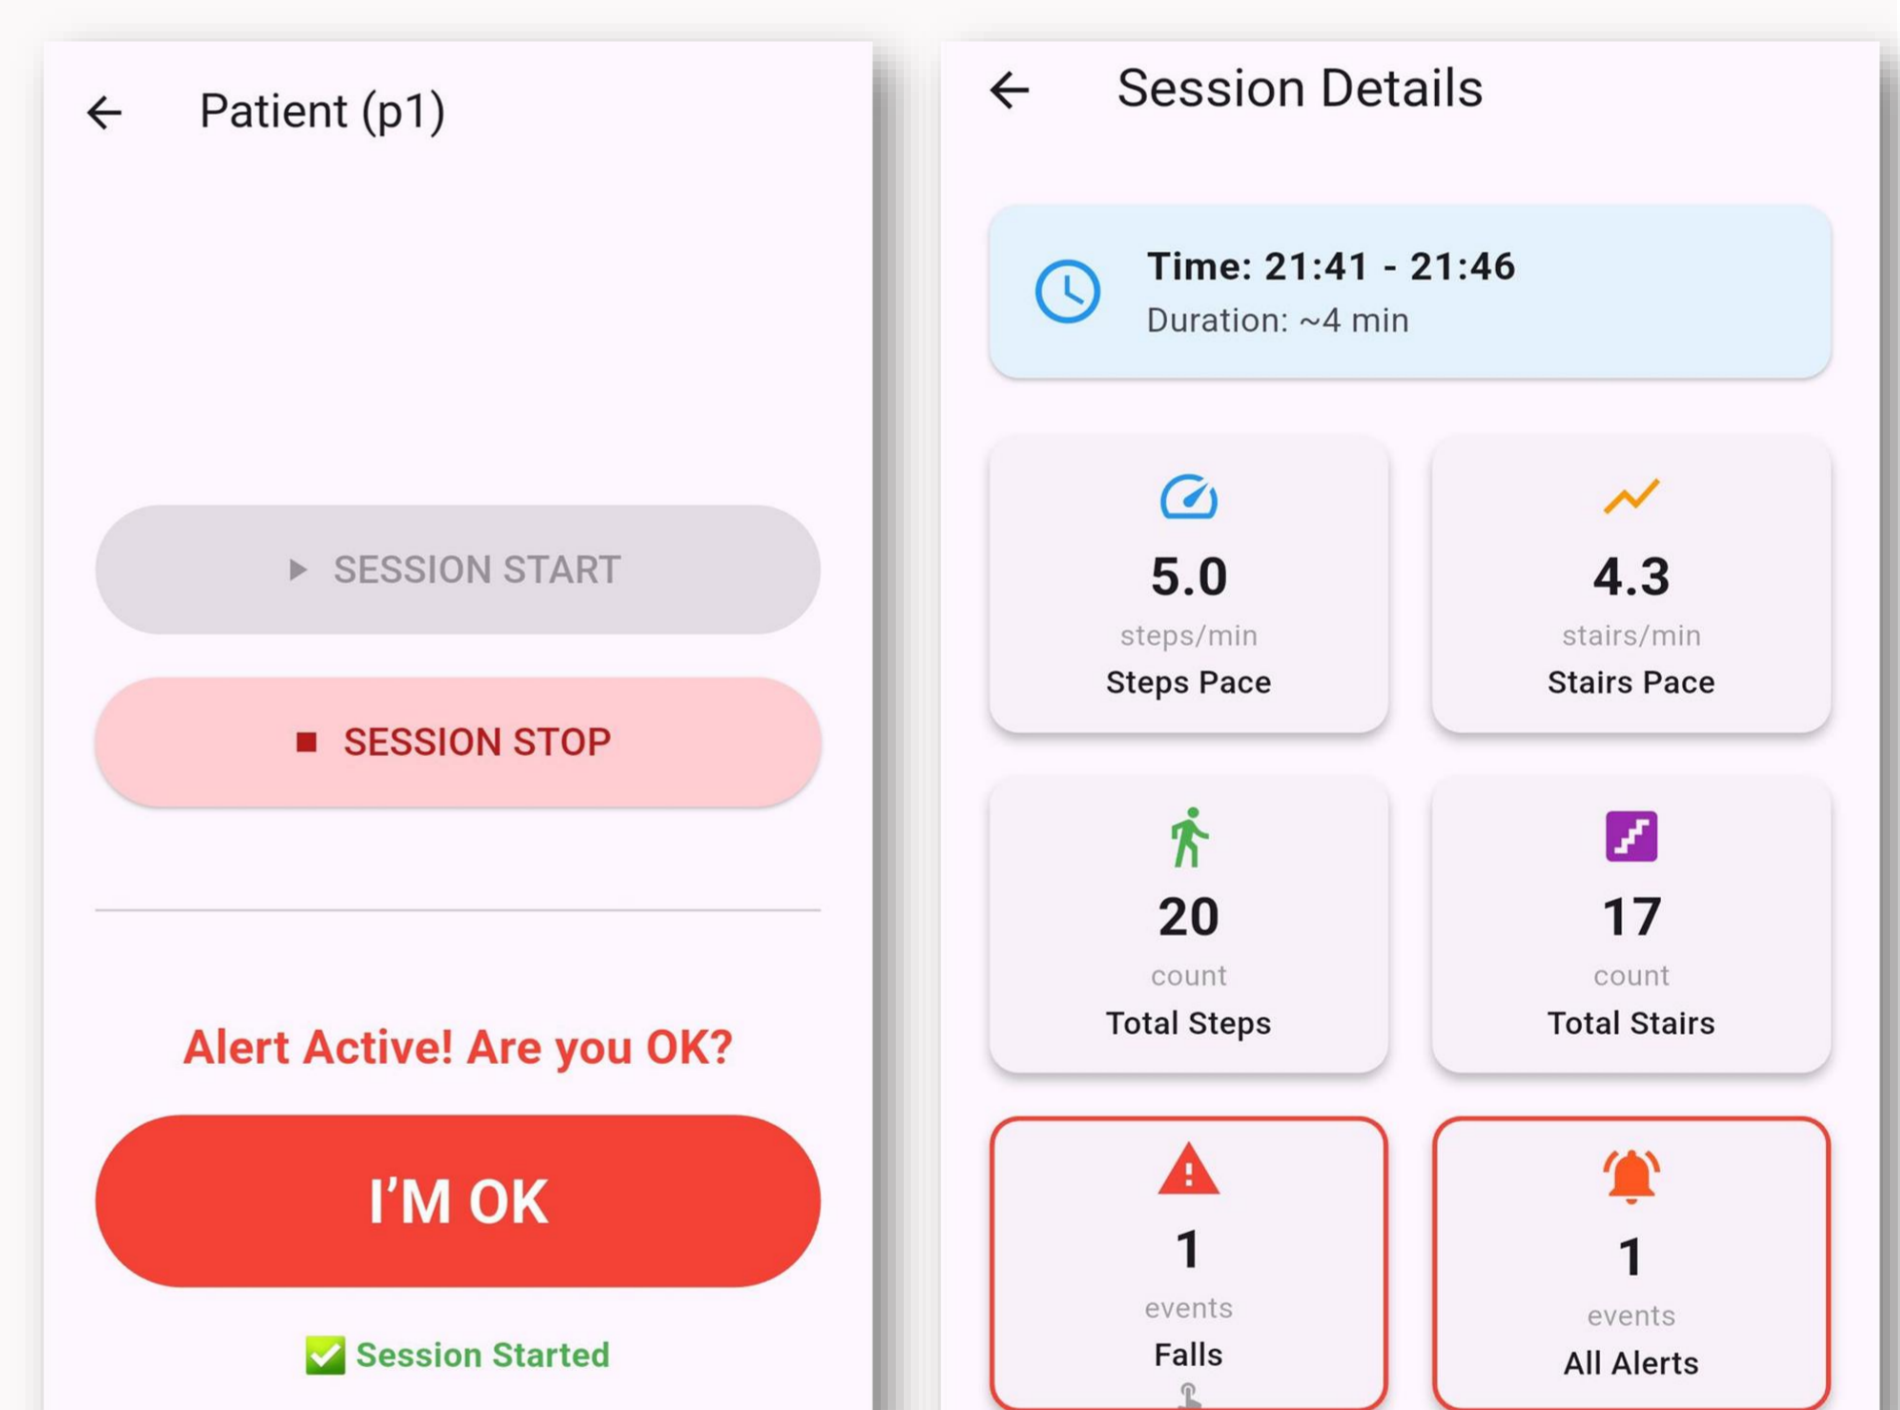 Patient (p1)
SESSION START
SESSION STOP
Alert Active! Are you OK?
I’M OK
✅ Session Started
Session Details
Time: 21:41 - 21:46
Duration: ~4 min
5.0
steps/min
Steps Pace
4.3
stairs/min
Stairs Pace
20
count
Total Steps
17
count
Total Stairs
1
events
Falls
1
events
All Alerts